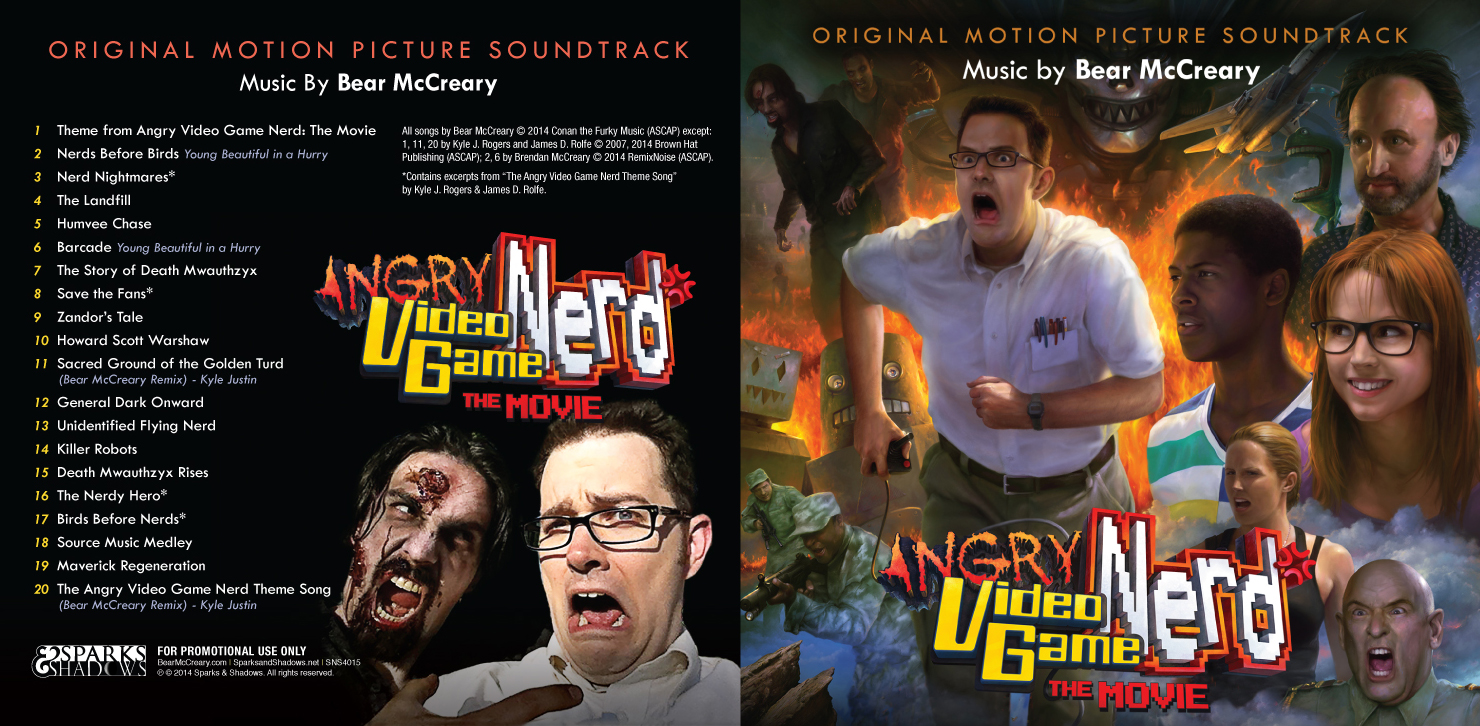 ORIGINAL MOTION PICTURE SOUNDTRACK
Music By Bear McCreary
1 Theme from Angry Video Game Nerd: The Movie
2 Nerds Before Birds Young Beautiful in a Hurry
3 Nerd Nightmares*
4 The Landfill
5 Humvee Chase
6 Barcade Young Beautiful in a Hurry
7 The Story of Death Mwauthzyx
8 Save the Fans*
9 Zandor's Tale
10 Howard Scott Warshaw
11 Sacred Ground of the Golden Turd
(Bear McCreary Remix) - Kyle Justin
12 General Dark Onward
13 Unidentified Flying Nerd
14 Killer Robots
15 Death Mwauthzyx Rises
16 The Nerdy Hero*
17 Birds Before Nerds*
18 Source Music Medley
19 Maverick Regeneration
20 The Angry Video Game Nerd Theme Song
(Bear McCreary Remix) - Kyle Justin
All songs by Bear McCreary © 2014 Conan the Furky Music (ASCAP) except:
1, 11, 20 by Kyle J. Rogers and James D. Rolfe © 2007, 2014 Brown Hat
Publishing (ASCAP); 2, 6 by Brendan McCreary © 2014 RemixNoise (ASCAP).
*Contains excerpts from “The Angry Video Game Nerd Theme Song”
by Kyle J. Rogers & James D. Rolfe.
ANGRY
Video
Game
Nerd
THE MOVIE
SPARKS
& SHADOWS
FOR PROMOTIONAL USE ONLY
BearMcCreary.com | SparksandShadows.net | SNS4015
℗ © 2014 Sparks & Shadows. All rights reserved.
ORIGINAL MOTION PICTURE SOUNDTRACK
Music by Bear McCreary
ANGRY
Video
Game
Nerd
THE MOVIE